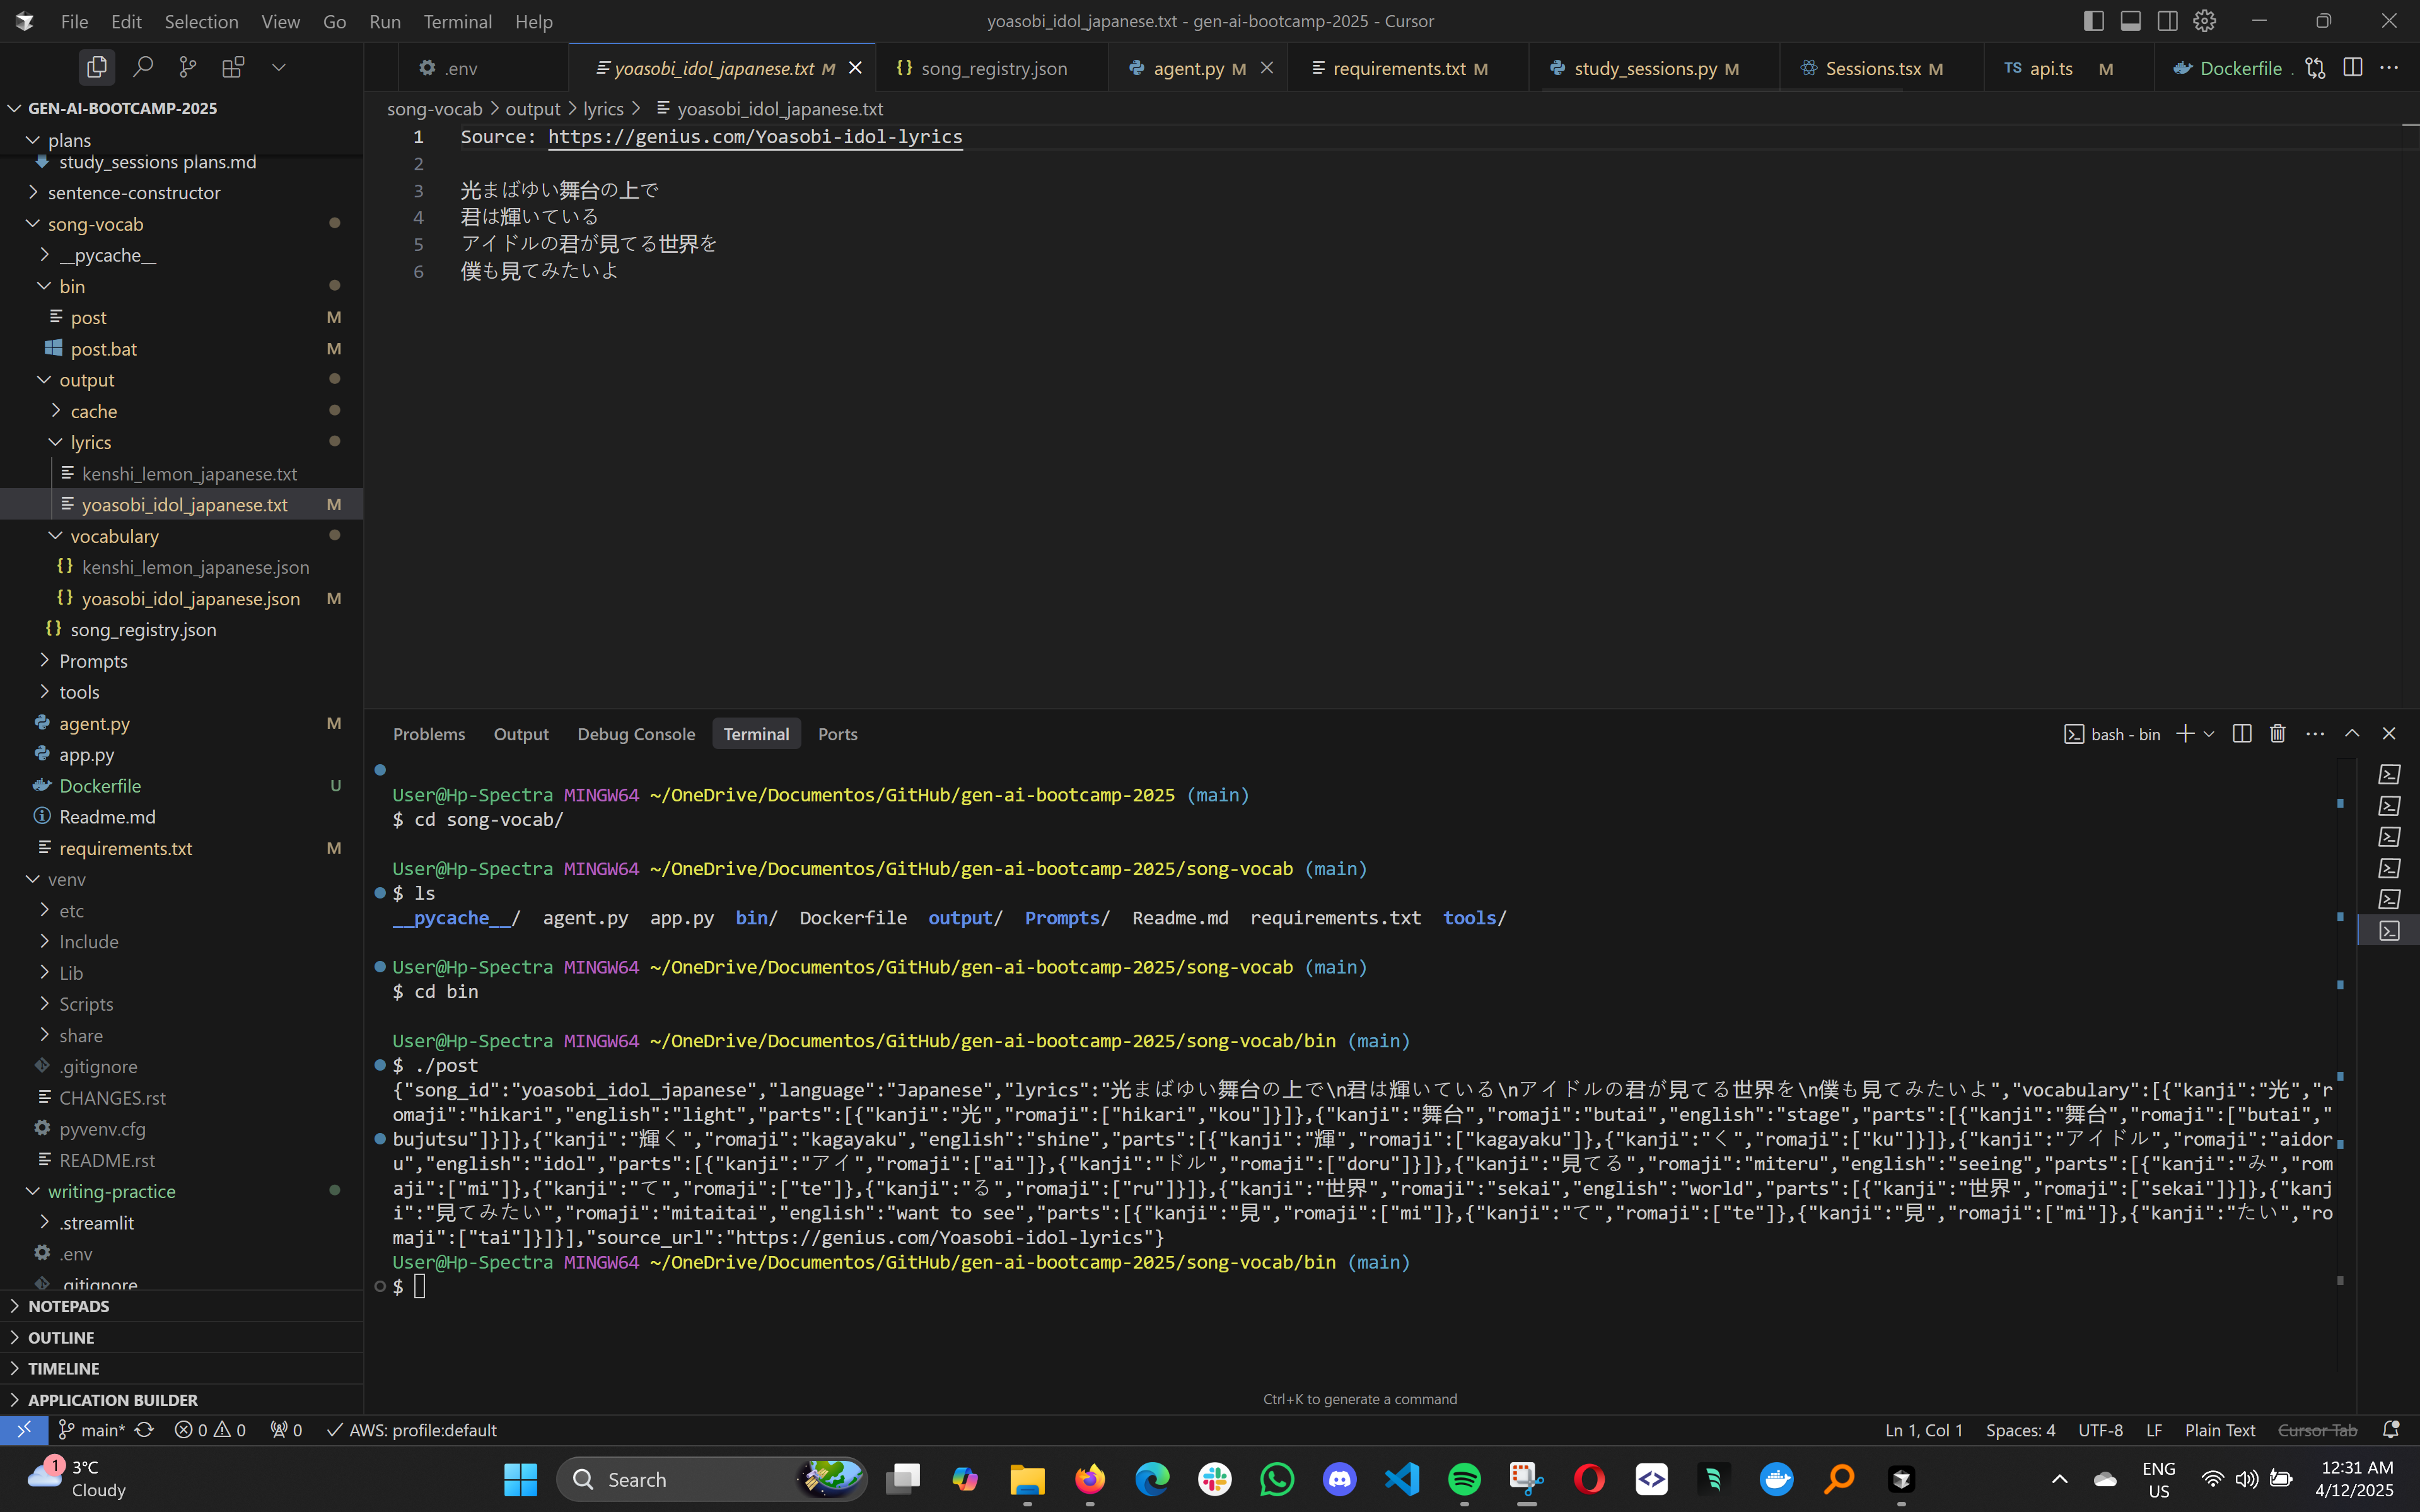 File Edit Selection View Go Run Terminal Help
yoasobi_idol_japanese.txt - gen-ai-bootcamp-2025 - Cursor
.env
yoasobi_idol_japanese.txt M
{} song_registry.json
agent.py M
requirements.txt M
study_sessions.py M
Sessions.tsx M
TS api.ts M
Dockerfile
GEN-AI-BOOTCAMP-2025
plans
study_sessions plans.md
sentence-constructor
song-vocab
__pycache__
bin
post M
post.bat M
output
cache
lyrics
kenshi_lemon_japanese.txt
yoasobi_idol_japanese.txt M
vocabulary
{} kenshi_lemon_japanese.json
{} yoasobi_idol_japanese.json M
{} song_registry.json
Prompts
tools
agent.py M
app.py
Dockerfile U
Readme.md
requirements.txt M
venv
etc
Include
Lib
Scripts
share
.gitignore
CHANGES.rst
pyvenv.cfg
README.rst
writing-practice
.streamlit
.env
.gitignore
NOTEPADS
OUTLINE
TIMELINE
APPLICATION BUILDER
song-vocab > output > lyrics > yoasobi_idol_japanese.txt
1 Source: https://genius.com/Yoasobi-idol-lyrics
2
3 光まばゆい舞台の上で
4 君は輝いている
5 アイドルの君が見てる世界を
6 僕も見てみたいよ
Problems Output Debug Console Terminal Ports
bash - bin
User@Hp-Spectra MINGW64 ~/OneDrive/Documentos/GitHub/gen-ai-bootcamp-2025 (main)
$ cd song-vocab/
User@Hp-Spectra MINGW64 ~/OneDrive/Documentos/GitHub/gen-ai-bootcamp-2025/song-vocab (main)
$ ls
__pycache__/ agent.py app.py bin/ Dockerfile output/ Prompts/ Readme.md requirements.txt tools/
User@Hp-Spectra MINGW64 ~/OneDrive/Documentos/GitHub/gen-ai-bootcamp-2025/song-vocab (main)
$ cd bin
User@Hp-Spectra MINGW64 ~/OneDrive/Documentos/GitHub/gen-ai-bootcamp-2025/song-vocab/bin (main)
$ ./post
{"song_id":"yoasobi_idol_japanese","language":"Japanese","lyrics":"光まばゆい舞台の上で\n君は輝いている\nアイドルの君が見てる世界を\n僕も見てみたいよ","vocabulary":[{"kanji":"光","r
omaji":"hikari","english":"light","parts":[{"kanji":"光","romaji":["hikari","kou"]}]},{"kanji":"舞台","romaji":"butai","english":"stage","parts":[{"kanji":"舞台","romaji":["butai","
bujutsu"]}]},{"kanji":"輝く","romaji":"kagayaku","english":"shine","parts":[{"kanji":"輝","romaji":["kagayaku"]},{"kanji":"く","romaji":["ku"]}]},{"kanji":"アイドル","romaji":"aidor
u","english":"idol","parts":[{"kanji":"アイ","romaji":["ai"]},{"kanji":"ドル","romaji":["doru"]}]},{"kanji":"見てる","romaji":"miteru","english":"seeing","parts":[{"kanji":"み","rom
aji":["mi"]},{"kanji":"て","romaji":["te"]},{"kanji":"る","romaji":["ru"]}]},{"kanji":"世界","romaji":"sekai","english":"world","parts":[{"kanji":"世界","romaji":["sekai"]}]},{"kanj
i":"見てみたい","romaji":"mitaitai","english":"want to see","parts":[{"kanji":"見","romaji":["mi"]},{"kanji":"て","romaji":["te"]},{"kanji":"見","romaji":["mi"]},{"kanji":"たい","ro
maji":["tai"]}]}],"source_url":"https://genius.com/Yoasobi-idol-lyrics"}
User@Hp-Spectra MINGW64 ~/OneDrive/Documentos/GitHub/gen-ai-bootcamp-2025/song-vocab/bin (main)
$
Ctrl+K to generate a command
main* 0 0 0 AWS: profile:default
Ln 1, Col 1 Spaces: 4 UTF-8 LF Plain Text Cursor Tab
1 3°C
Cloudy
Search
ENG
US
12:31 AM
4/12/2025